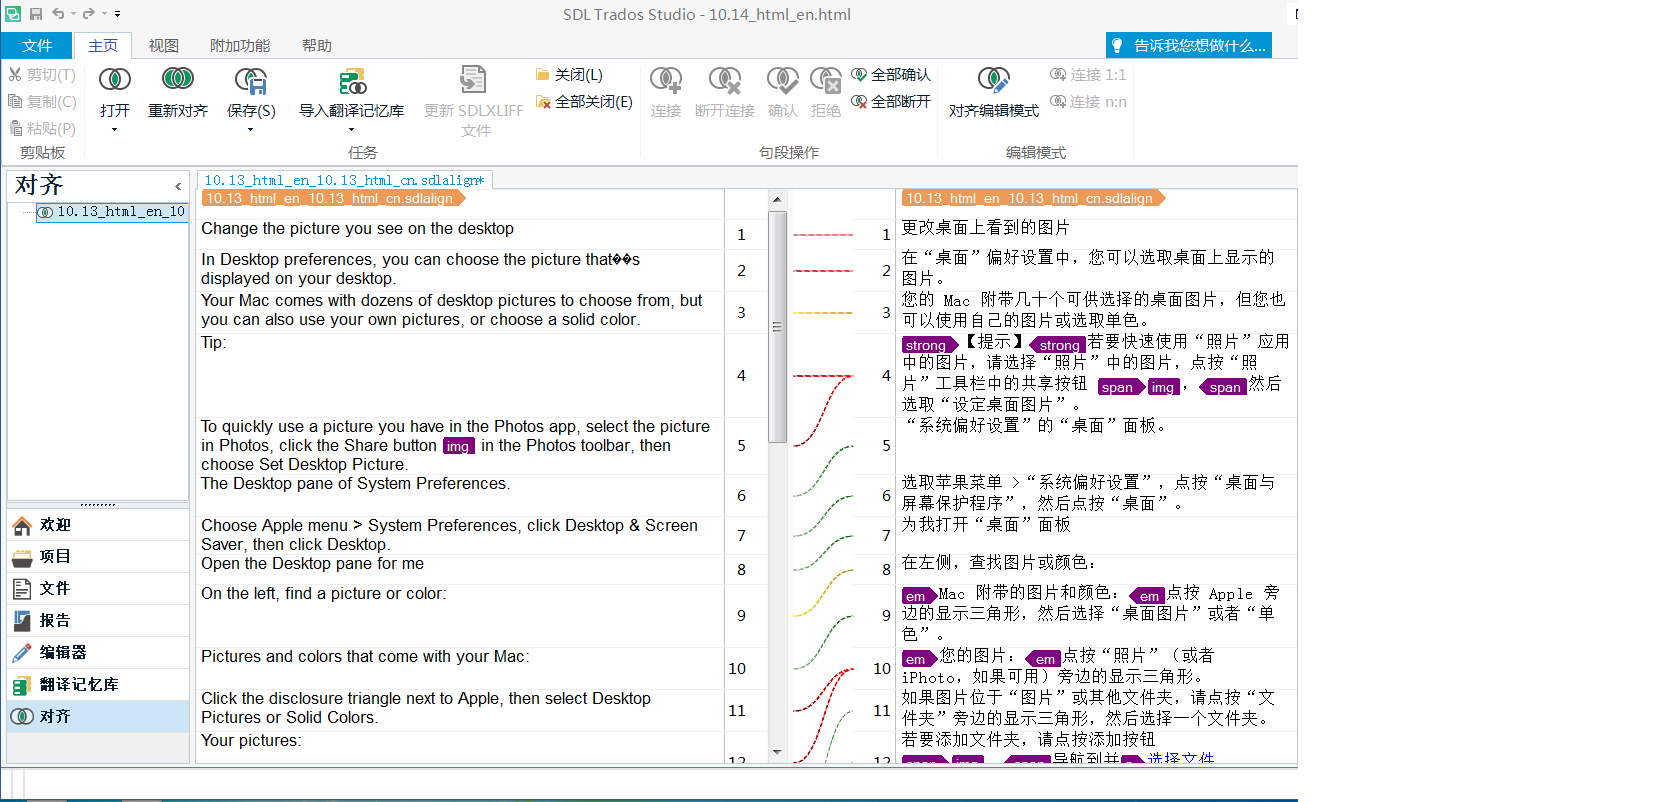 SDL Trados Studio - 10.14_html_en.html
文件 主页 视图 附加功能 帮助 告诉我您想做什么...
剪切(T)
复制(C)
粘贴(P)
剪贴板
打开 重新对齐 保存(S) 导入翻译记忆库 更新 SDLXLIFF 文件
关闭(L)
全部关闭(E)
任务
连接 断开连接 确认 拒绝
全部确认
全部断开
句段操作
对齐编辑模式
连接 1:1
连接 n:n
编辑模式
对齐
10.13_html_en_10
欢迎
项目
文件
报告
编辑器
翻译记忆库
对齐
10.13_html_en_10.13_html_cn.sdlalign*
10.13_html_en_10.13_html_cn.sdlalign
Change the picture you see on the desktop
1
In Desktop preferences, you can choose the picture that��s
displayed on your desktop.
2
Your Mac comes with dozens of desktop pictures to choose from, but
you can also use your own pictures, or choose a solid color.
3
Tip:
4
To quickly use a picture you have in the Photos app, select the picture
in Photos, click the Share button img in the Photos toolbar, then
choose Set Desktop Picture.
5
The Desktop pane of System Preferences.
6
Choose Apple menu > System Preferences, click Desktop & Screen
Saver, then click Desktop.
7
Open the Desktop pane for me
8
On the left, find a picture or color:
9
Pictures and colors that come with your Mac:
10
Click the disclosure triangle next to Apple, then select Desktop
Pictures or Solid Colors.
11
Your pictures:
12
10.13_html_en_10.13_html_cn.sdlalign
1
更改桌面上看到的图片
2
在“桌面”偏好设置中，您可以选取桌面上显示的
图片。
3
您的 Mac 附带几十个可供选择的桌面图片，但您也
可以使用自己的图片或选取单色。
4
strong【提示】strong若要快速使用“照片”应用
中的图片，请选择“照片”中的图片，点按“照
片”工具栏中的共享按钮 span img ，span然后
选取“设定桌面图片”。
5
“系统偏好设置”的“桌面”面板。
6
选取苹果菜单 >“系统偏好设置”，点按“桌面与
屏幕保护程序”，然后点按“桌面”。
7
为我打开“桌面”面板
8
在左侧，查找图片或颜色：
9
em Mac 附带的图片和颜色：em点按 Apple 旁
边的显示三角形，然后选择“桌面图片”或者“单
色”。
10
em您的图片：em点按“照片”（或者
iPhoto，如果可用）旁边的显示三角形。
11
如果图片位于“图片”或其他文件夹，请点按“文
件夹”旁边的显示三角形，然后选择一个文件夹。
12
若要添加文件夹，请点按添加按钮
span img span导航到并 选择文件